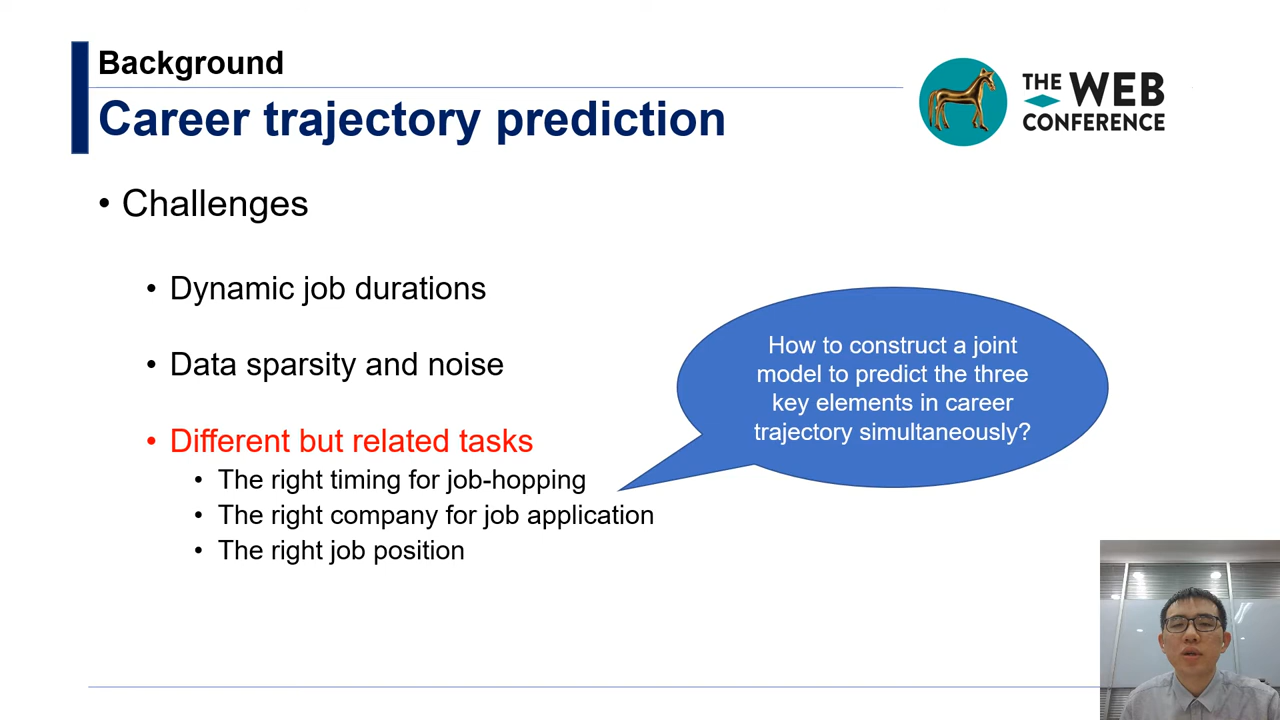 Background
Career trajectory prediction
THE WEB
CONFERENCE
• Challenges
• Dynamic job durations
• Data sparsity and noise
• Different but related tasks
• The right timing for job-hopping
• The right company for job application
• The right job position
How to construct a joint
model to predict the three
key elements in career
trajectory simultaneously?